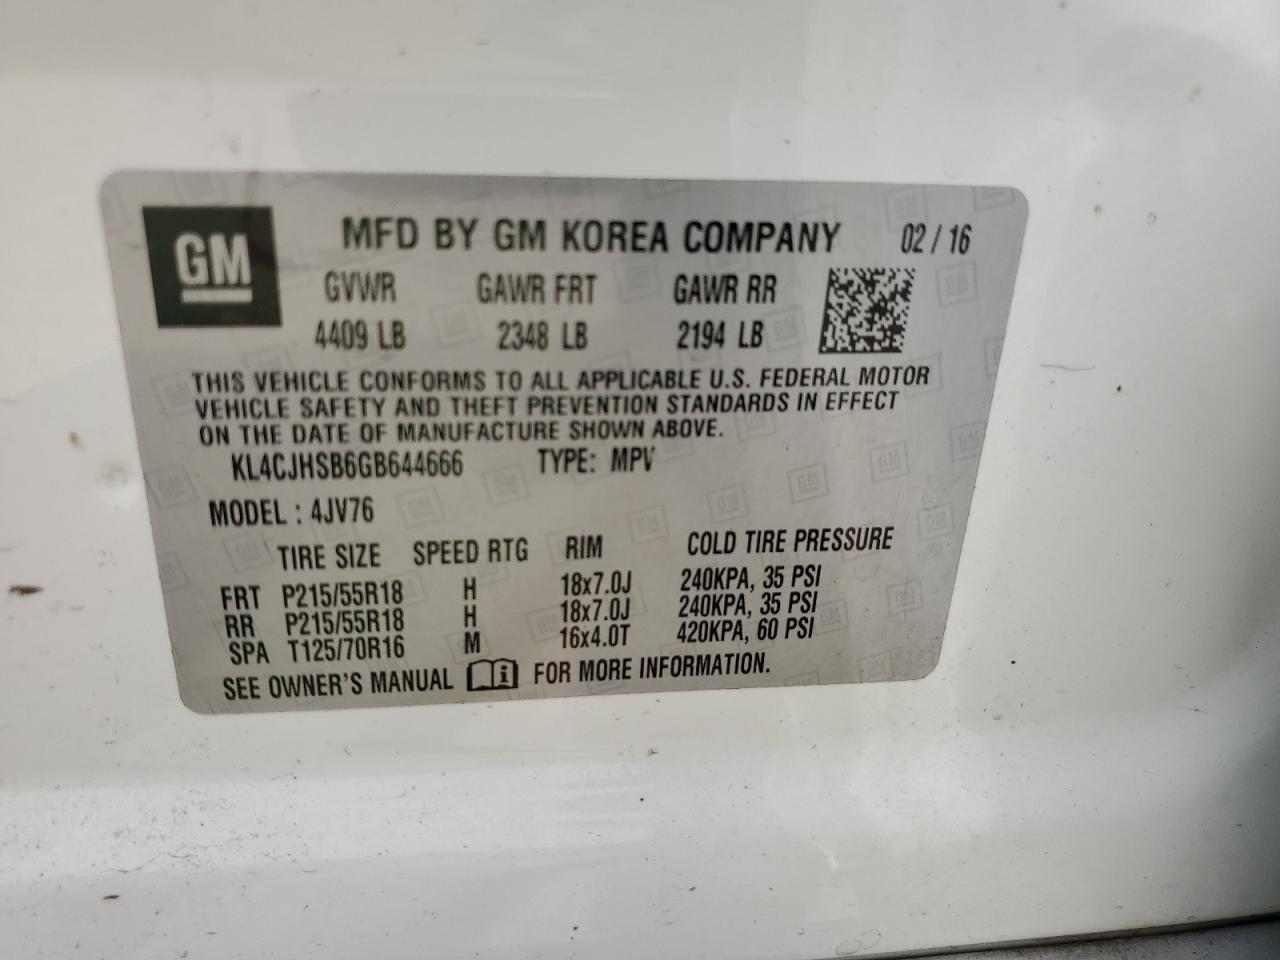 GM MFD BY GM KOREA COMPANY 02 / 16
GVWR GAWR FRT GAWR RR
4409 LB 2348 LB 2194 LB
THIS VEHICLE CONFORMS TO ALL APPLICABLE U.S. FEDERAL MOTOR
VEHICLE SAFETY AND THEFT PREVENTION STANDARDS IN EFFECT
ON THE DATE OF MANUFACTURE SHOWN ABOVE.
KL4CJHSB6GB644666 TYPE: MPV
MODEL : 4JV76
TIRE SIZE SPEED RTG RIM COLD TIRE PRESSURE
FRT P215/55R18 H 18x7.0J 240KPA, 35 PSI
RR P215/55R18 H 18x7.0J 240KPA, 35 PSI
SPA T125/70R16 M 16x4.0T 420KPA, 60 PSI
SEE OWNER'S MANUAL i FOR MORE INFORMATION.